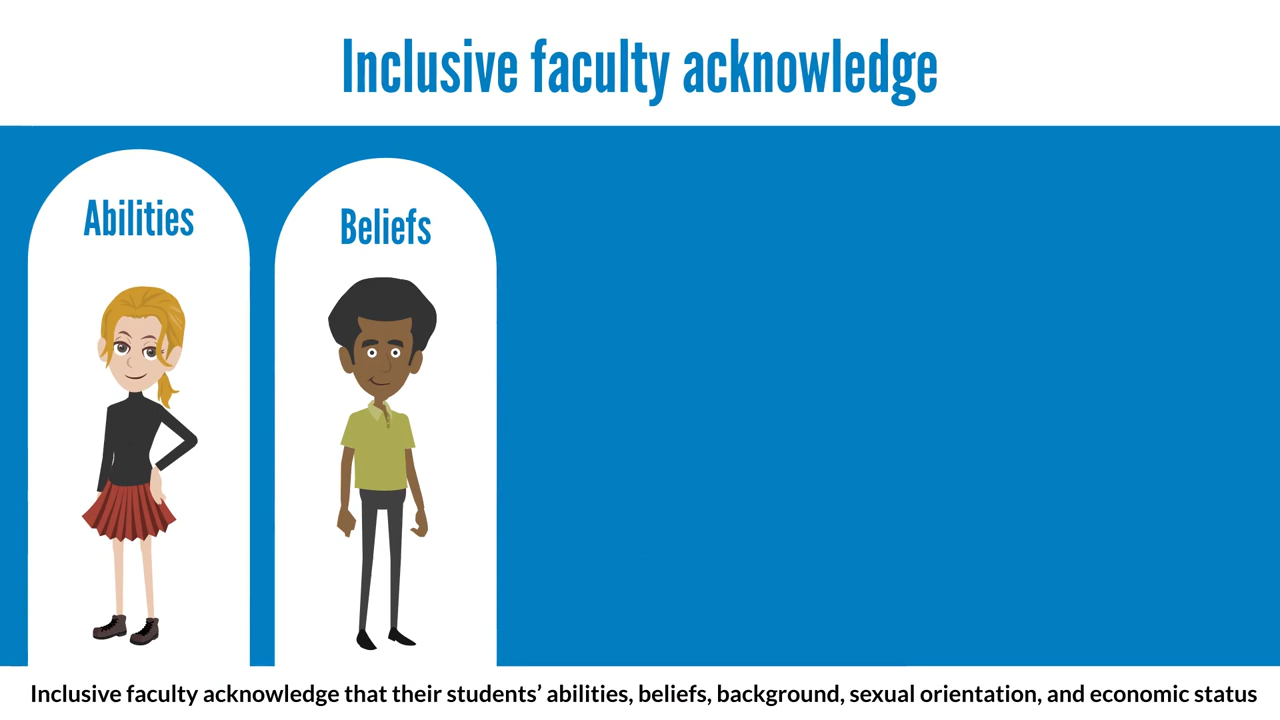 Inclusive faculty acknowledge
Abilities
Beliefs
Inclusive faculty acknowledge that their students’ abilities, beliefs, background, sexual orientation, and economic status